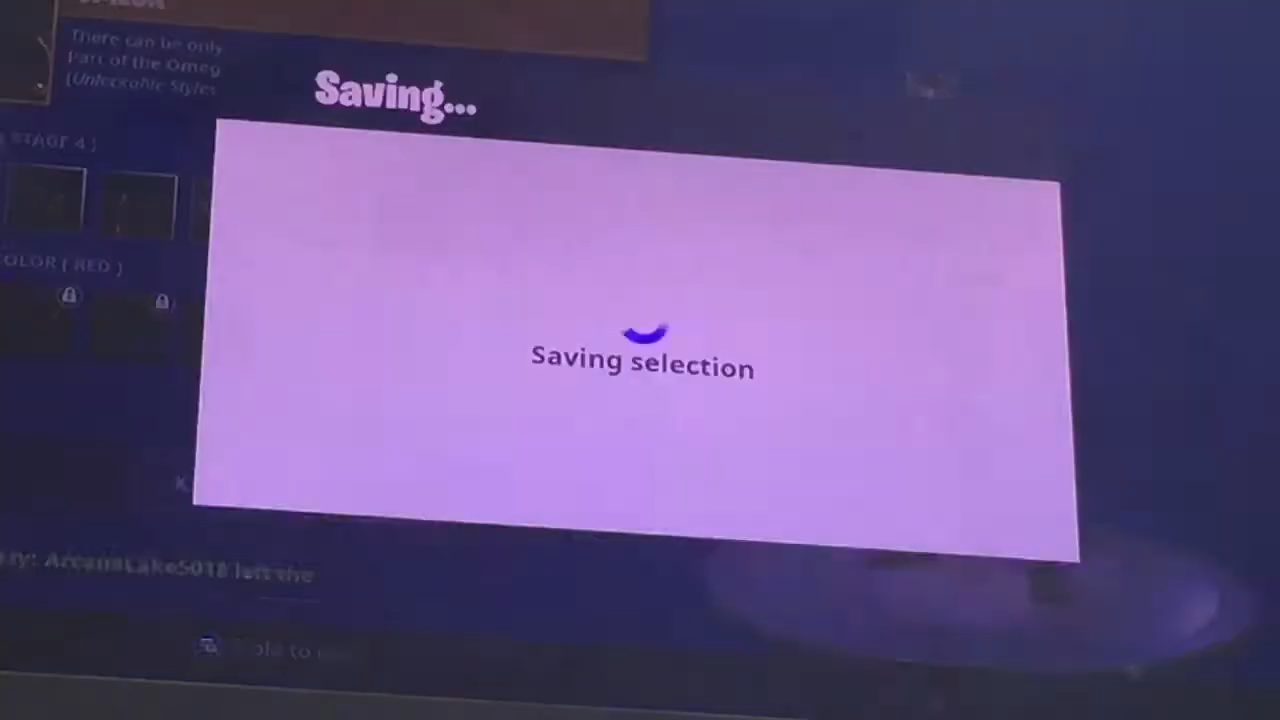 There can be only
Part of the Omeg
[Unlockable Styles
Saving...
STAGE 4 ]
COLOR [ RED ]
Saving selection
K
ArcaneLake5018 left the